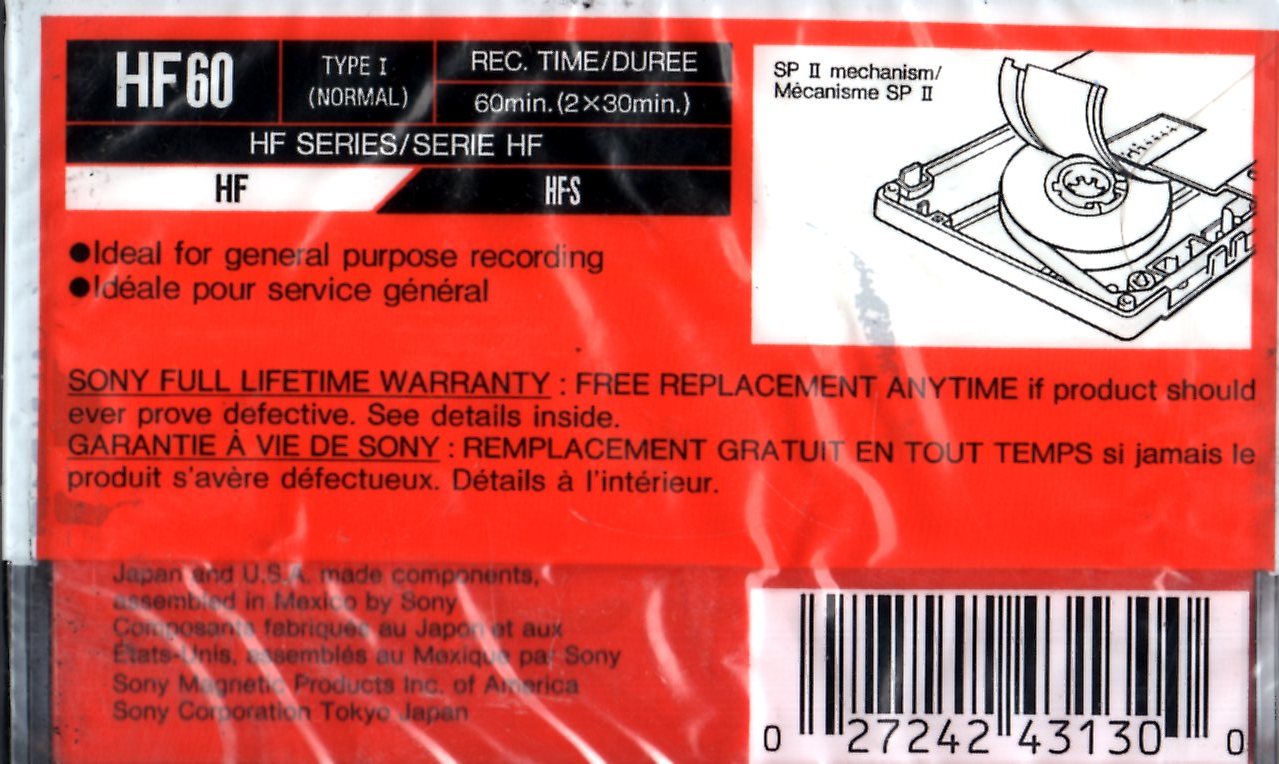 HF60
TYPE I
(NORMAL)
REC. TIME/DUREE
60min.(2×30min.)
HF SERIES/SERIE HF
HF
HF-S
SP II mechanism/
Mécanisme SP II
●Ideal for general purpose recording
●Idéale pour service général
SONY FULL LIFETIME WARRANTY : FREE REPLACEMENT ANYTIME if product should
ever prove defective. See details inside.
GARANTIE À VIE DE SONY : REMPLACEMENT GRATUIT EN TOUT TEMPS si jamais le
produit s'avère défectueux. Détails à l'intérieur.
Japan and U.S.A. made components,
assembled in Mexico by Sony
Composants fabriqués au Japon et aux
États-Unis, assemblés au Mexique par Sony
Sony Magnetic Products Inc. of America
Sony Corporation Tokyo Japan
0 27242 43130 0